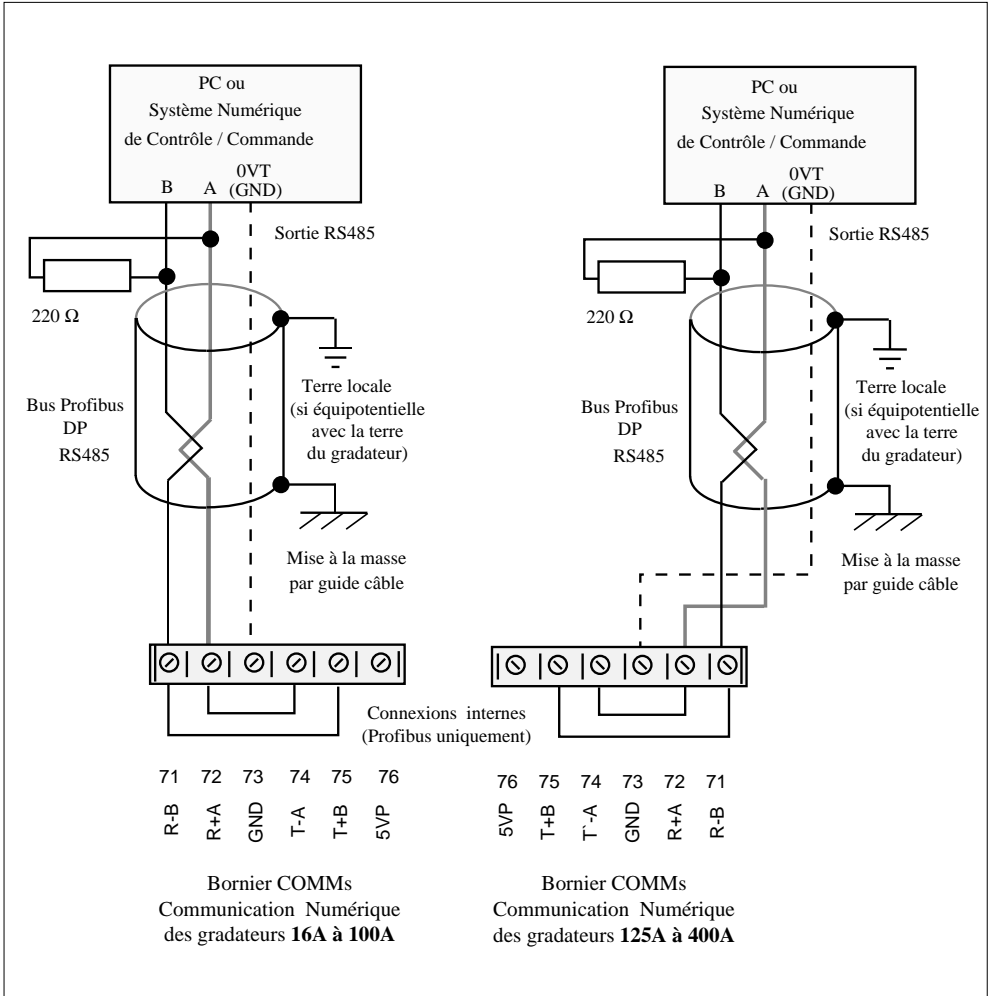 PC ou
Système Numérique
de Contrôle / Commande
0VT
B A (GND)
Sortie RS485
220 Ω
Terre locale
(si équipotentielle
avec la terre
du gradateur)
Bus Profibus
DP
RS485
Mise à la masse
par guide câble
PC ou
Système Numérique
de Contrôle / Commande
0VT
B A (GND)
Sortie RS485
220 Ω
Terre locale
(si équipotentielle
avec la terre
du gradateur)
Bus Profibus
DP
RS485
Mise à la masse
par guide câble
Connexions internes
(Profibus uniquement)
71 72 73 74 75 76
R-B R+A GND T-A T+B 5VP
Bornier COMMs
Communication Numérique
des gradateurs 16A à 100A
76 75 74 73 72 71
5VP T+B T`-A GND R+A R-B
Bornier COMMs
Communication Numérique
des gradateurs 125A à 400A